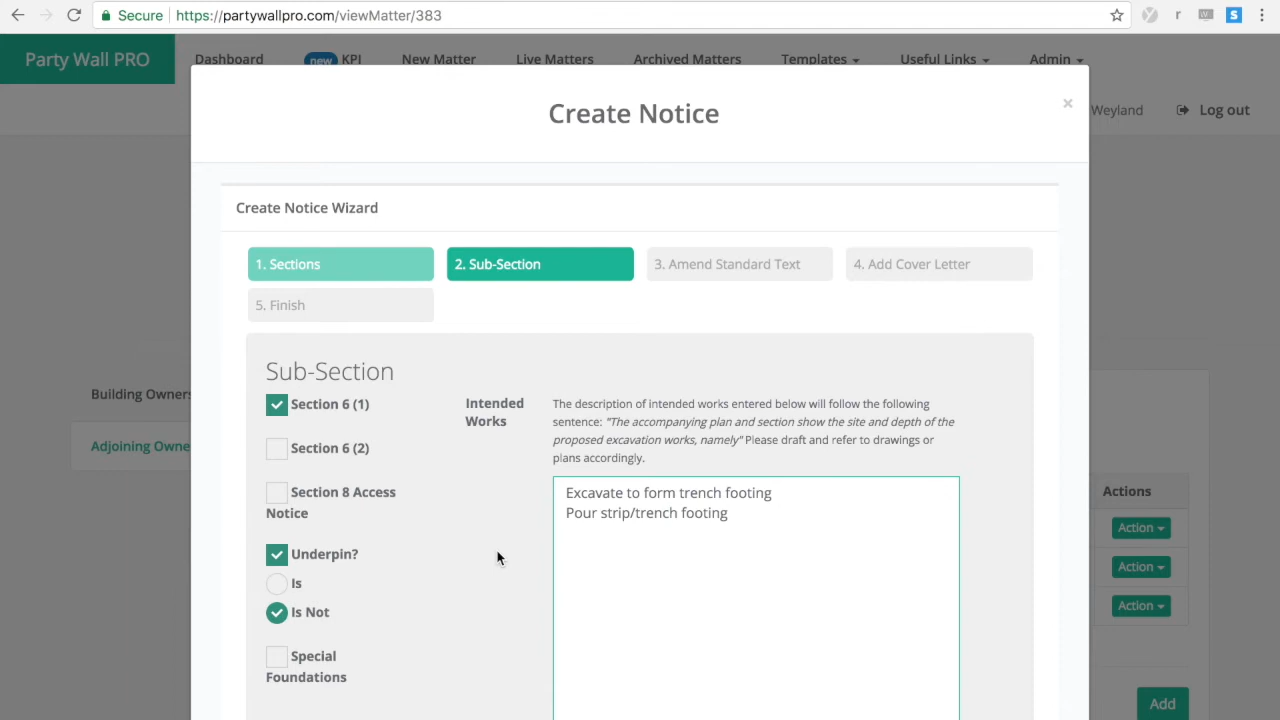 Secure https://partywallpro.com/viewMatter/383
Party Wall PRO Dashboard new KPI New Matter Live Matters Archived Matters Templates Useful Links Admin
Create Notice
×
Weyland Log out
Create Notice Wizard
1. Sections 2. Sub-Section 3. Amend Standard Text 4. Add Cover Letter
5. Finish
Sub-Section
Building Owners
Adjoining Owne
Section 6 (1)
Section 6 (2)
Section 8 Access
Notice
Underpin?
Is
Is Not
Special
Foundations
Intended
Works
The description of intended works entered below will follow the following
sentence: "The accompanying plan and section show the site and depth of the
proposed excavation works, namely" Please draft and refer to drawings or
plans accordingly.
Excavate to form trench footing
Pour strip/trench footing
Actions
Action
Action
Action
Add